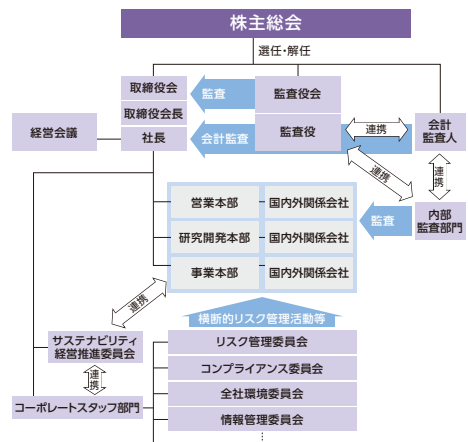 株主総会
選任・解任
取締役会
取締役会長
社長
経営会議
監査
会計監査
監査役会
監査役
連携
会計
監査人
連携
連携
内部
監査部門
監査
営業本部
国内外関係会社
研究開発本部
国内外関係会社
事業本部
国内外関係会社
連携
横断的リスク管理活動等
サステナビリティ
経営推進委員会
連携
コーポレートスタッフ部門
リスク管理委員会
コンプライアンス委員会
全社環境委員会
情報管理委員会
…